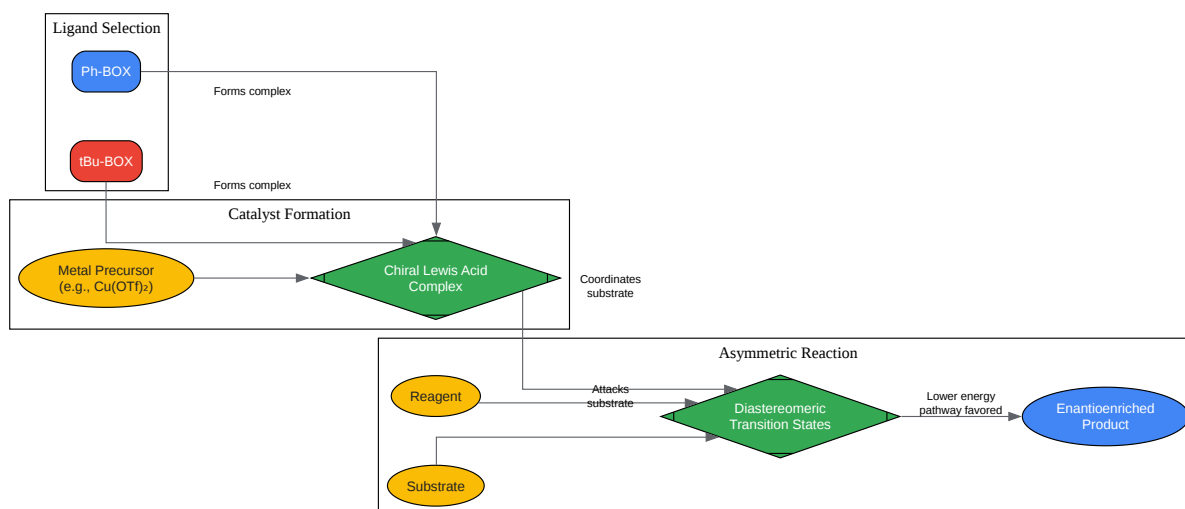 Ligand Selection
Ph-BOX
Forms complex
tBu-BOX
Forms complex
Catalyst Formation
Metal Precursor
(e.g., Cu(OTf)₂)
Chiral Lewis Acid
Complex
Coordinates
substrate
Asymmetric Reaction
Reagent
Attacks
substrate
Diastereomeric
Transition States
Lower energy
pathway favored
Enantioenriched
Product
Substrate